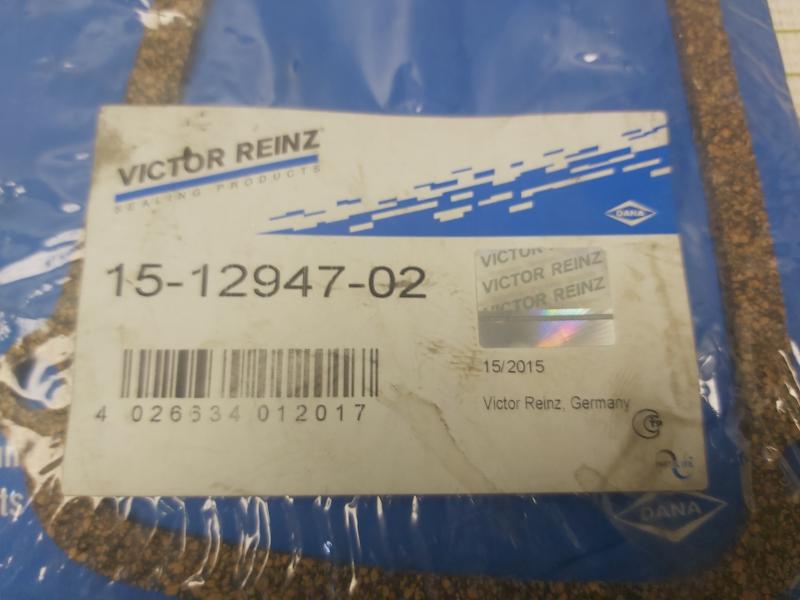 VICTOR REINZ
SEALING PRODUCTS
DANA
15-12947-02
VICTOR REINZ
VICTOR REINZ
VICTOR REINZ
15/2015
4 026634 012017
Victor Reinz, Germany
DANA